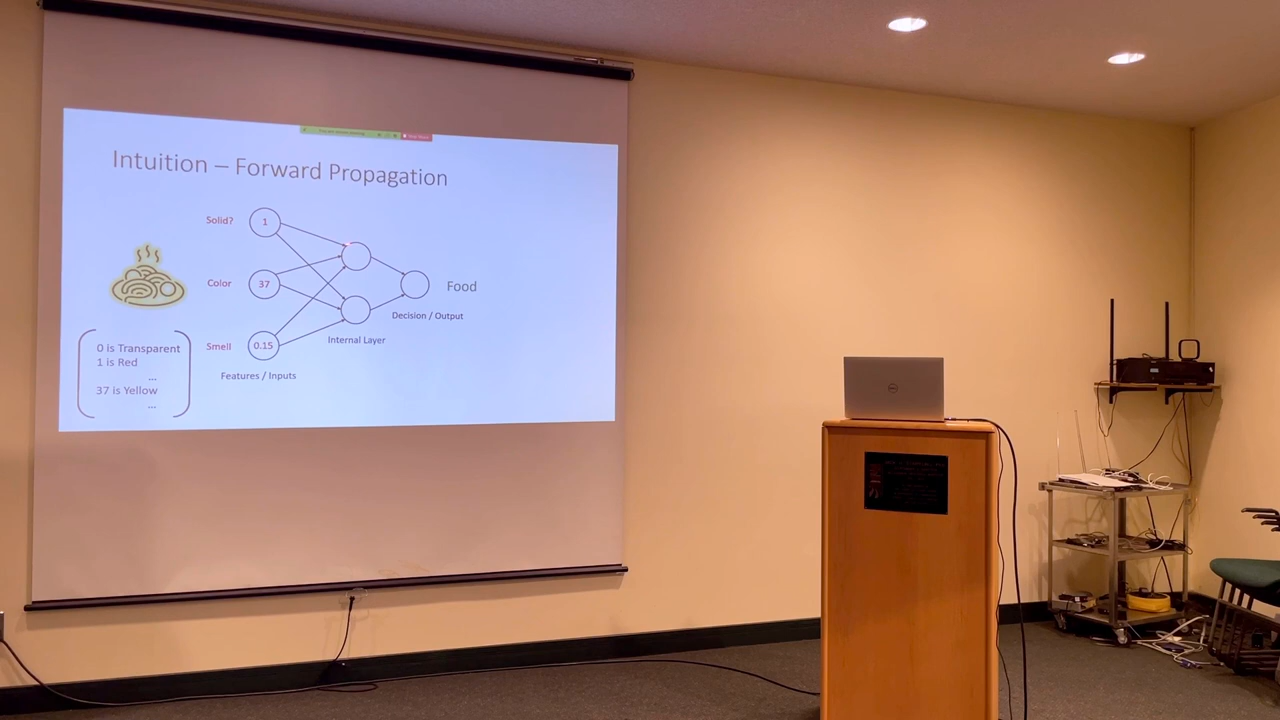 Intuition – Forward Propagation
Solid?
1
Color
37
Food
Decision / Output
Smell
0.15
Internal Layer
Features / Inputs
0 is Transparent
1 is Red
...
37 is Yellow
...
DELL